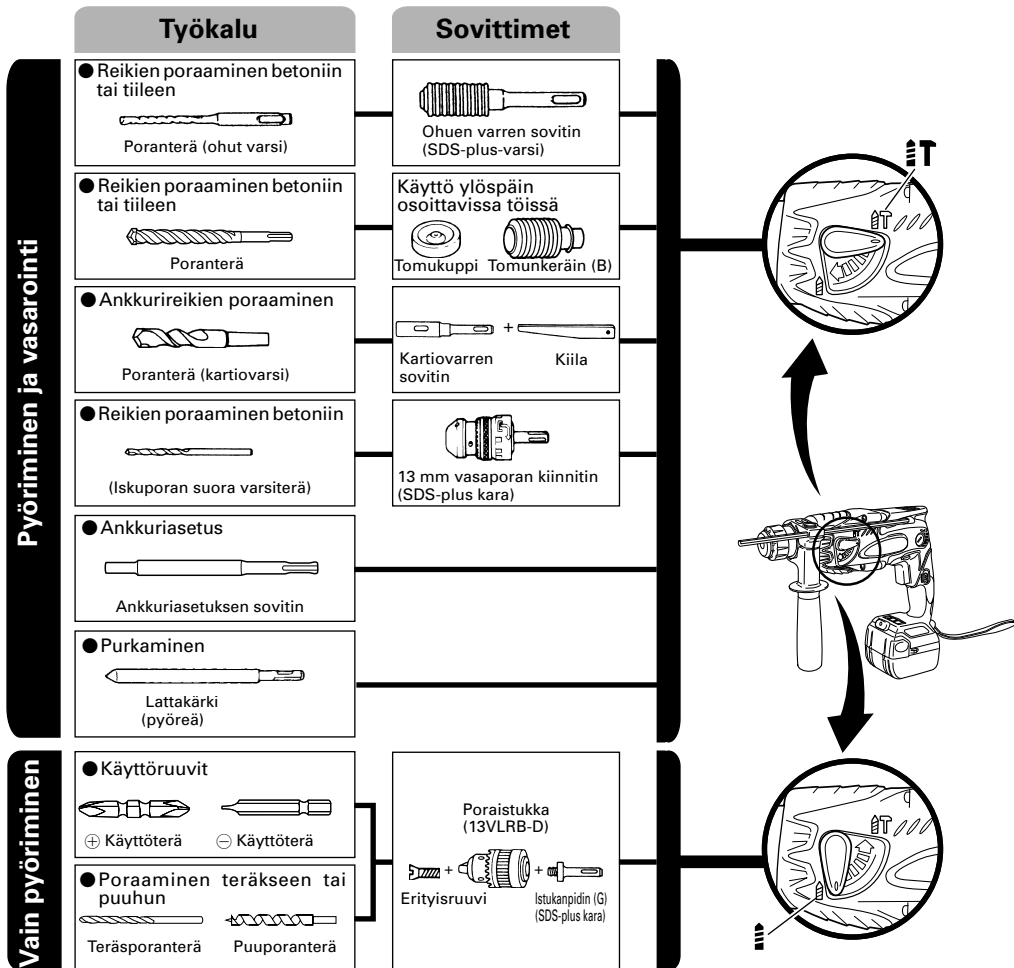 Työkalu
Sovittimet
Pyöriminen ja vasarointi
● Reikien poraaminen betoniin
tai tiileen
Poranterä (ohut varsi)
Ohuen varren sovitin
(SDS-plus-varsi)
● Reikien poraaminen betoniin
tai tiileen
Poranterä
Käyttö ylöspäin
osoittavissa töissä
Tomukuppi
Tomunkeräin (B)
● Ankkurireikien poraaminen
Poranterä (kartiovarsi)
+
Kartiovarren
sovitin
Kiila
● Reikien poraaminen betoniin
(Iskuporan suora varsiterä)
13 mm vasaporan kiinnitin
(SDS-plus kara)
● Ankkuriasetus
Ankkuriasetuksen sovitin
● Purkaminen
Lattakärki
(pyöreä)
Vain pyöriminen
● Käyttöruuvit
⊕ Käyttöterä
⊖ Käyttöterä
● Poraaminen teräkseen tai
puuhun
Teräsporanterä
Puuporanterä
Poraistukka
(13VLRB-D)
+ +
Erityisruuvi
Istukanpidin (G)
(SDS-plus kara)